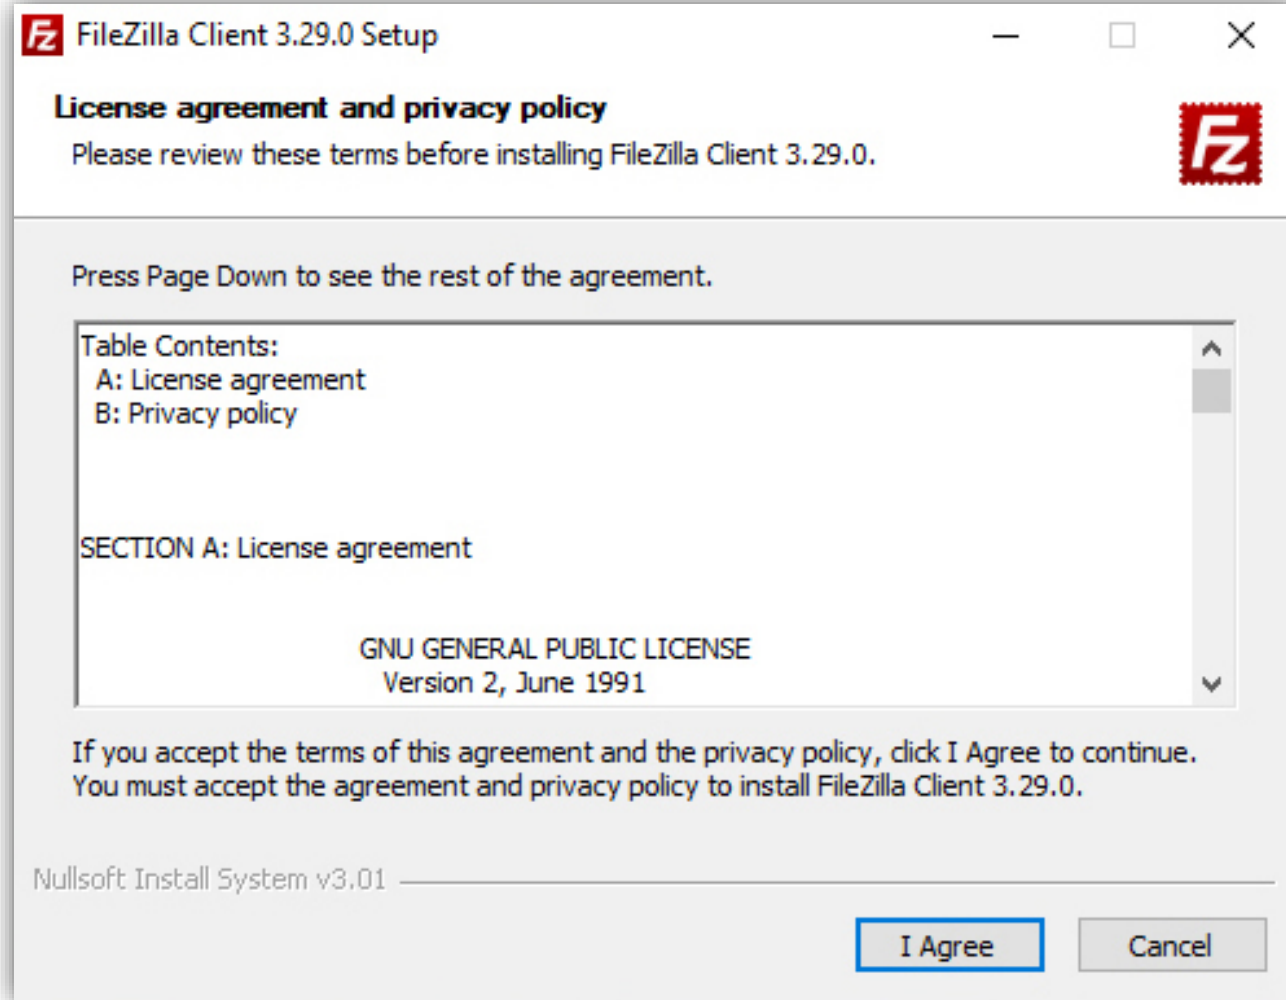 FileZilla Client 3.29.0 Setup
License agreement and privacy policy
Please review these terms before installing FileZilla Client 3.29.0.
Fz
Press Page Down to see the rest of the agreement.
Table Contents:
A: License agreement
B: Privacy policy
SECTION A: License agreement
GNU GENERAL PUBLIC LICENSE
Version 2, June 1991
If you accept the terms of this agreement and the privacy policy, click I Agree to continue.
You must accept the agreement and privacy policy to install FileZilla Client 3.29.0.
Nullsoft Install System v3.01
I Agree
Cancel